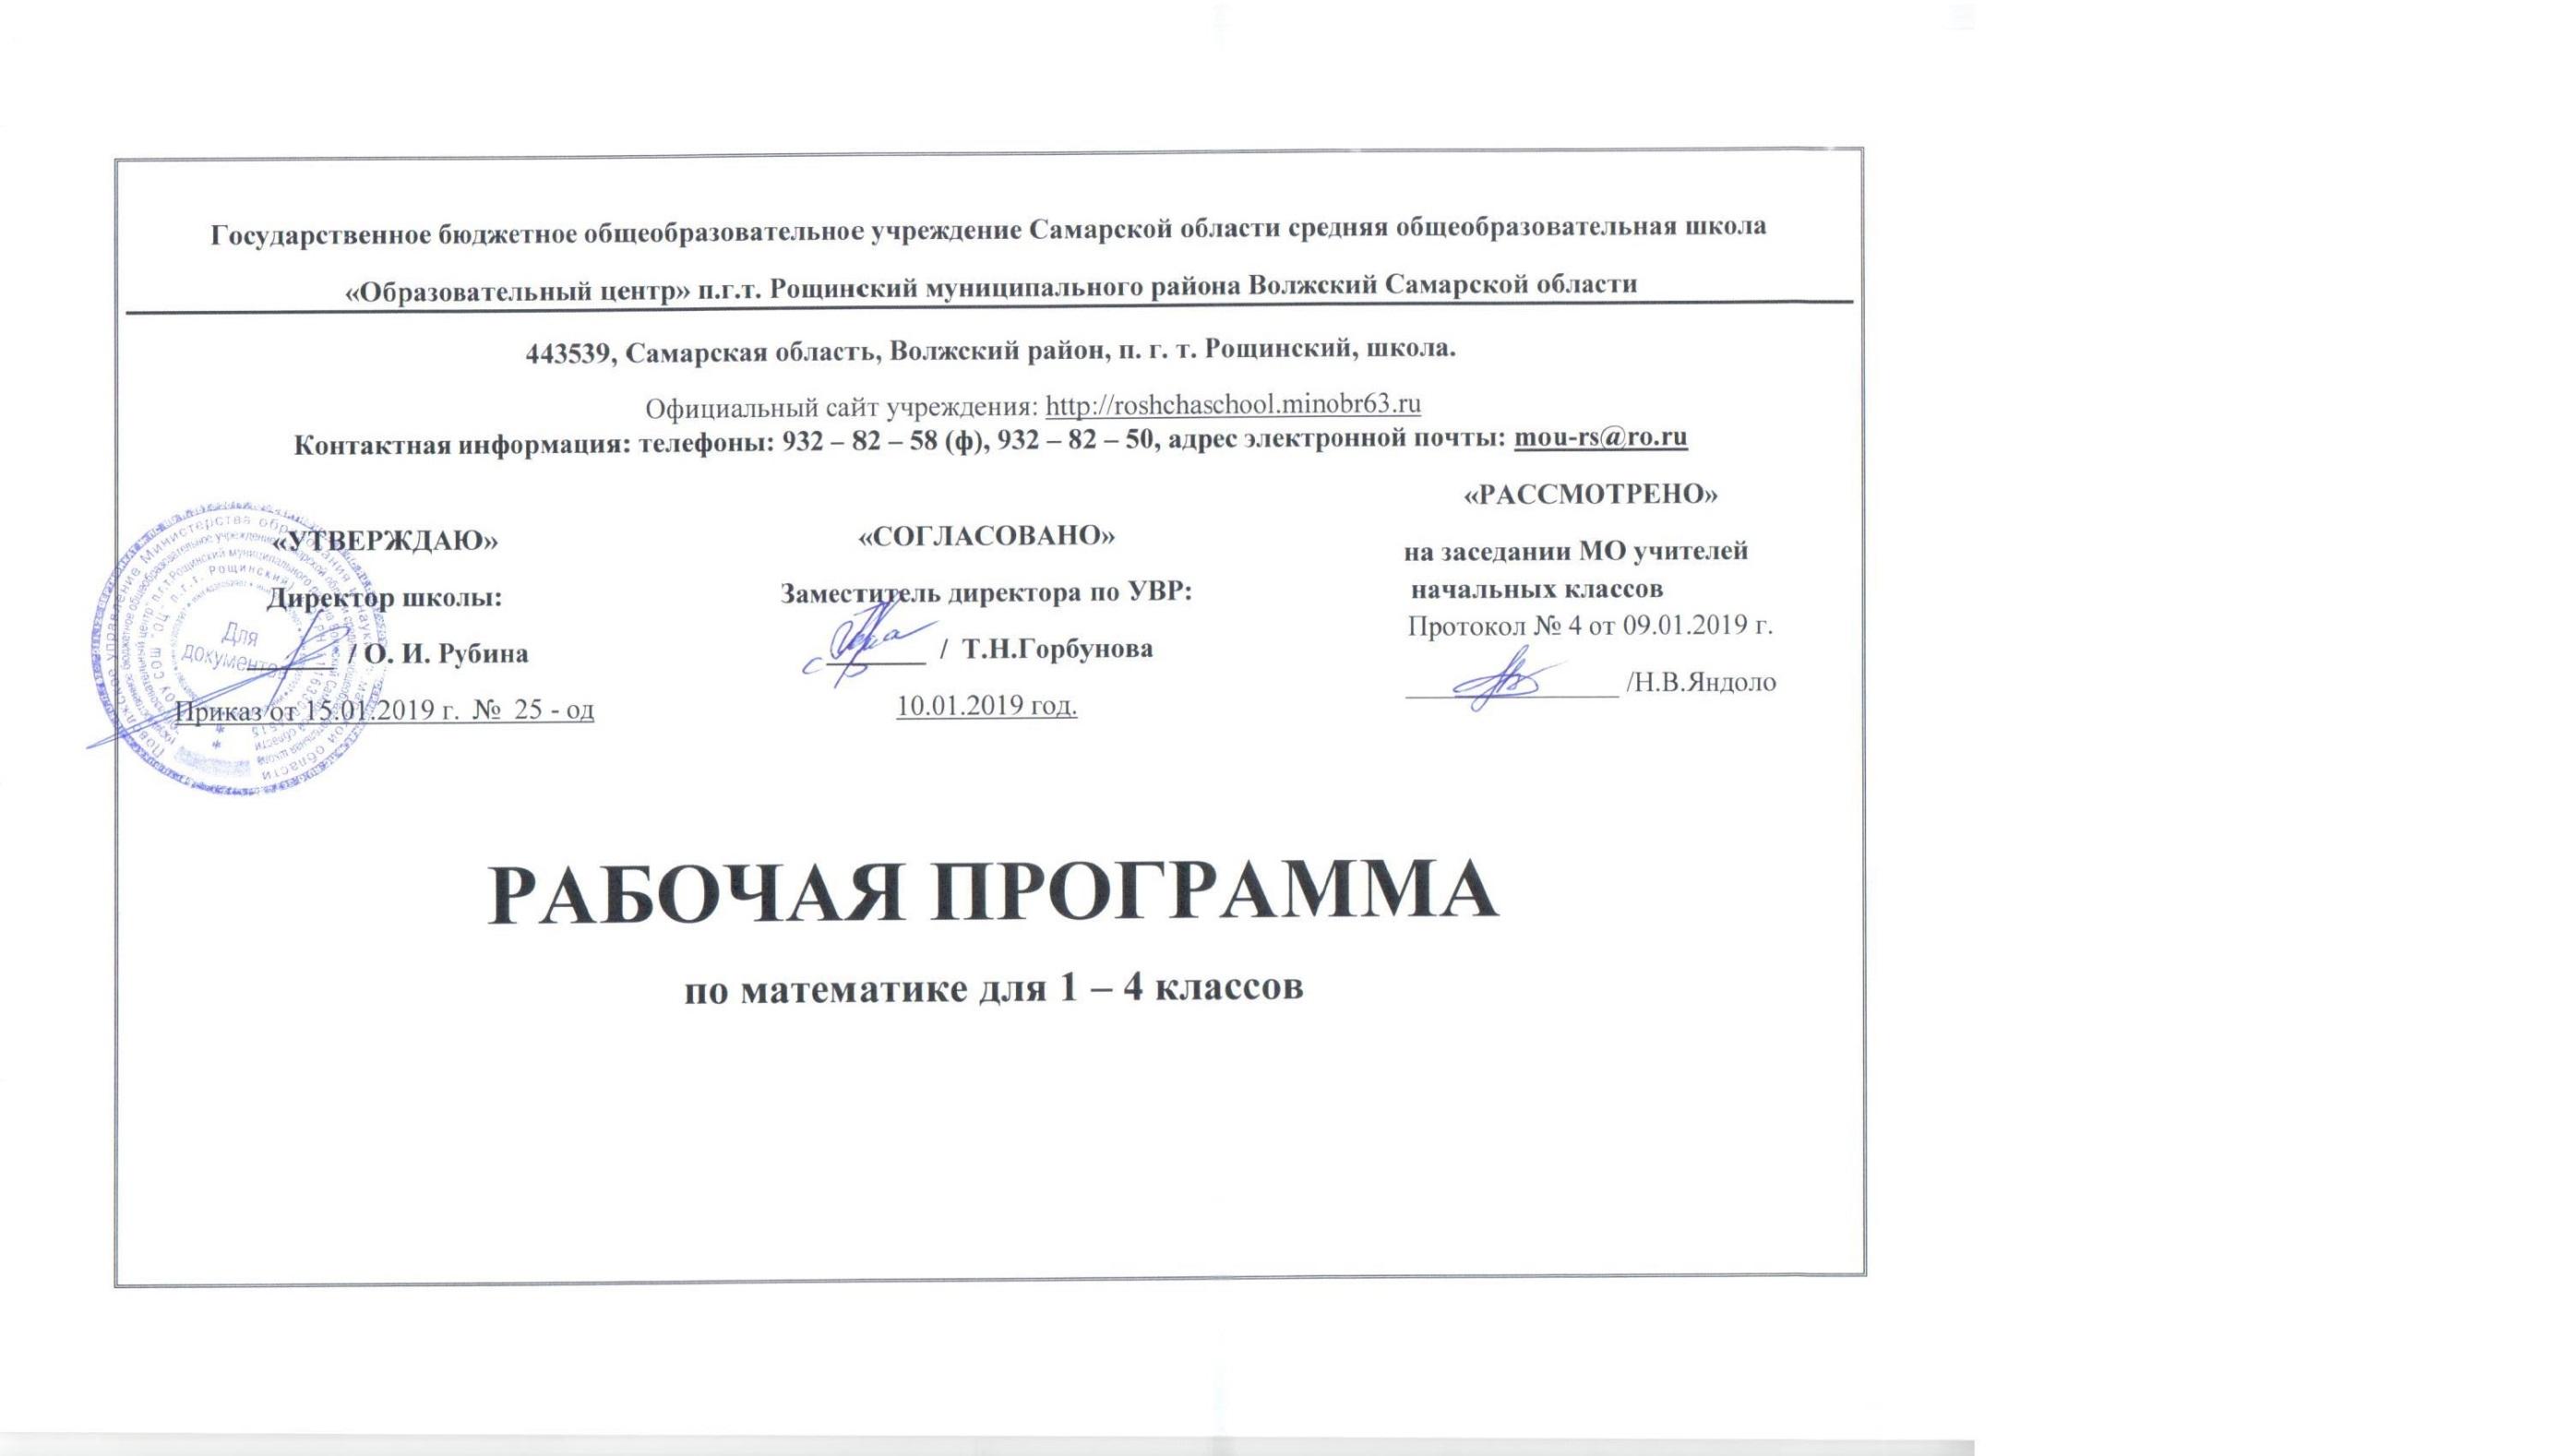 Государственное бюджетное общеобразовательное учреждение Самарской области средняя общеобразовательная школа
«Образовательный центр» п.г.т. Рощинский муниципального района Волжский Самарской области
443539, Самарская область, Волжский район, п. г. т. Рощинский, школа.
Официальный сайт учреждения: http://roshchaschool.minobr63.ru
Контактная информация: телефоны: 932 – 82 – 58 (ф), 932 – 82 – 50, адрес электронной почты: mou-rs@ro.ru
«УТВЕРЖДАЮ»
Директор школы:
/ О. И. Рубина
Приказ от 15.01.2019 г. № 25 - од
Для
документов
«СОГЛАСОВАНО»
Заместитель директора по УВР:
/ Т.Н.Горбунова
10.01.2019 год.
«РАССМОТРЕНО»
на заседании МО учителей
начальных классов
Протокол № 4 от 09.01.2019 г.
/Н.В.Яндоло
РАБОЧАЯ ПРОГРАММА
по математике для 1 – 4 классов